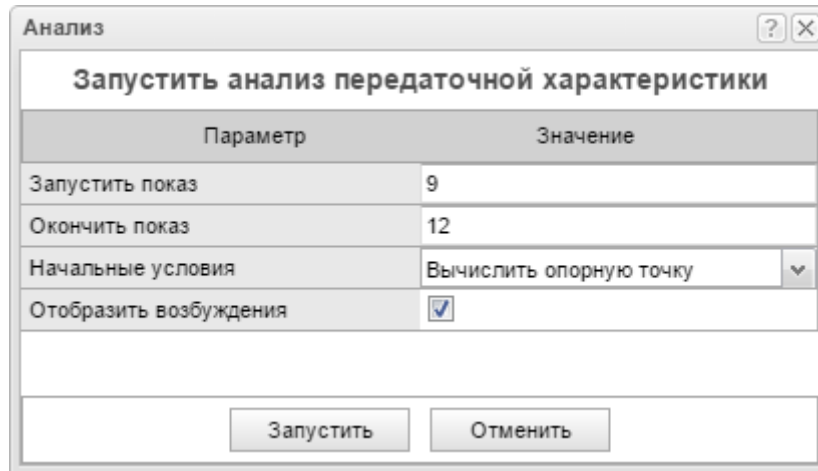 Анализ
Запустить анализ передаточной характеристики
Параметр Значение
Запустить показ 9
Окончить показ 12
Начальные условия Вычислить опорную точку
Отобразить возбуждения
Запустить Отменить